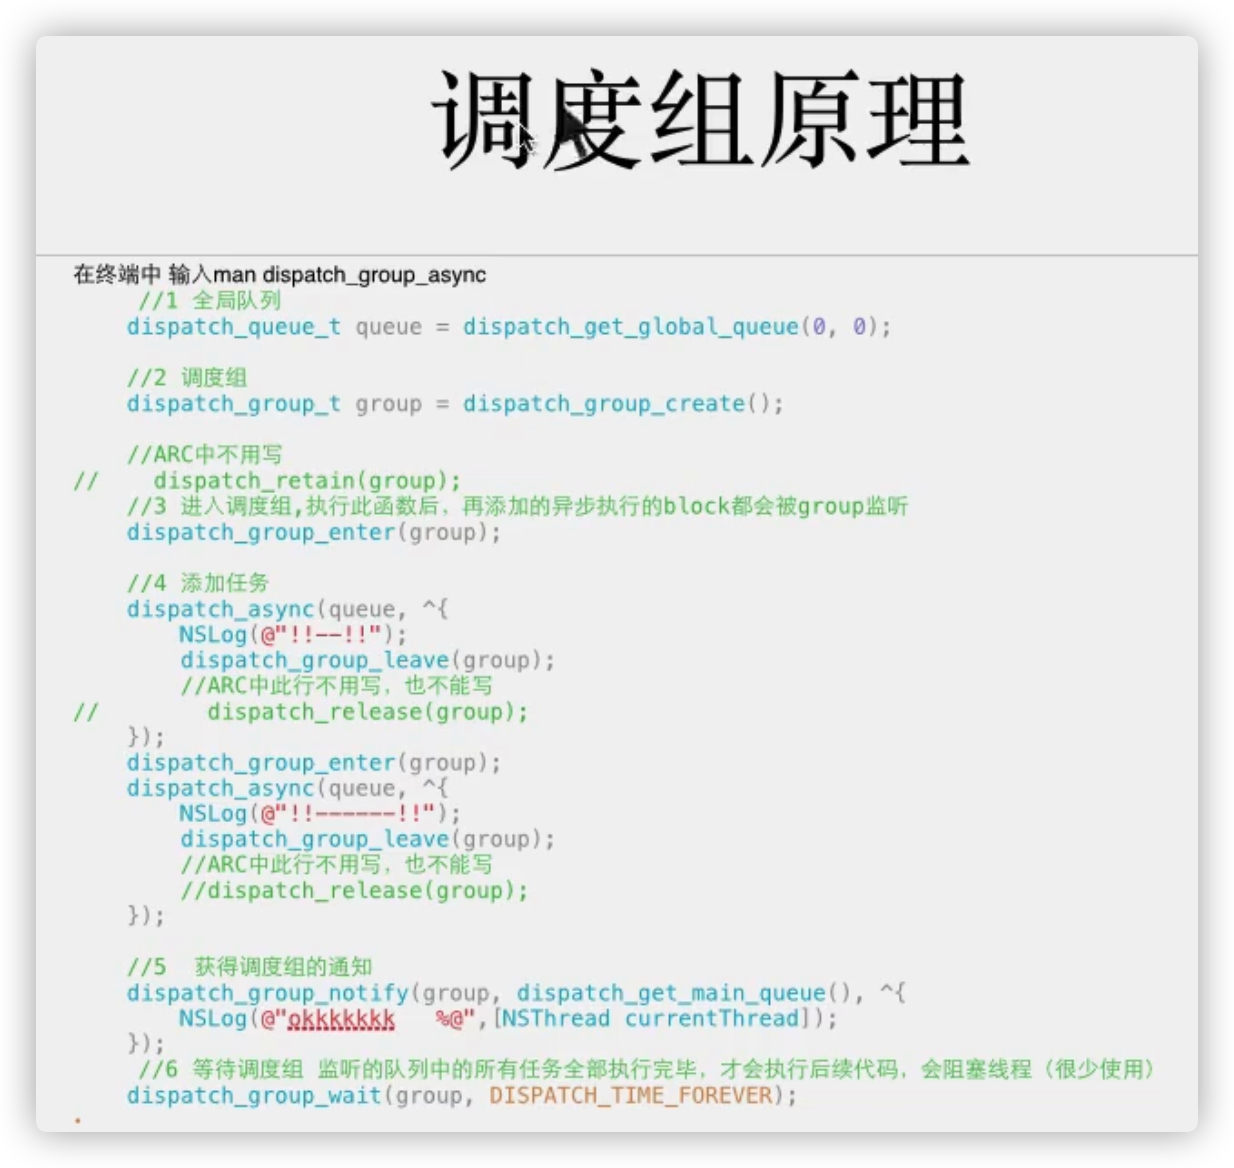 调度组原理
在终端中 输入man dispatch_group_async
//1 全局队列
dispatch_queue_t queue = dispatch_get_global_queue(0, 0);
//2 调度组
dispatch_group_t group = dispatch_group_create();
//ARC中不用写
//    dispatch_retain(group);
//3 进入调度组,执行此函数后，再添加的异步执行的block都会被group监听
dispatch_group_enter(group);
//4 添加任务
dispatch_async(queue, ^{
NSLog(@"!!--!!");
dispatch_group_leave(group);
//ARC中此行不用写，也不能写
//        dispatch_release(group);
});
dispatch_group_enter(group);
dispatch_async(queue, ^{
NSLog(@"!!------!!");
dispatch_group_leave(group);
//ARC中此行不用写，也不能写
//dispatch_release(group);
});
//5  获得调度组的通知
dispatch_group_notify(group, dispatch_get_main_queue(), ^{
NSLog(@"okkkkkkk   %@",[NSThread currentThread]);
});
//6 等待调度组 监听的队列中的所有任务全部执行完毕，才会执行后续代码，会阻塞线程（很少使用）
dispatch_group_wait(group, DISPATCH_TIME_FOREVER);